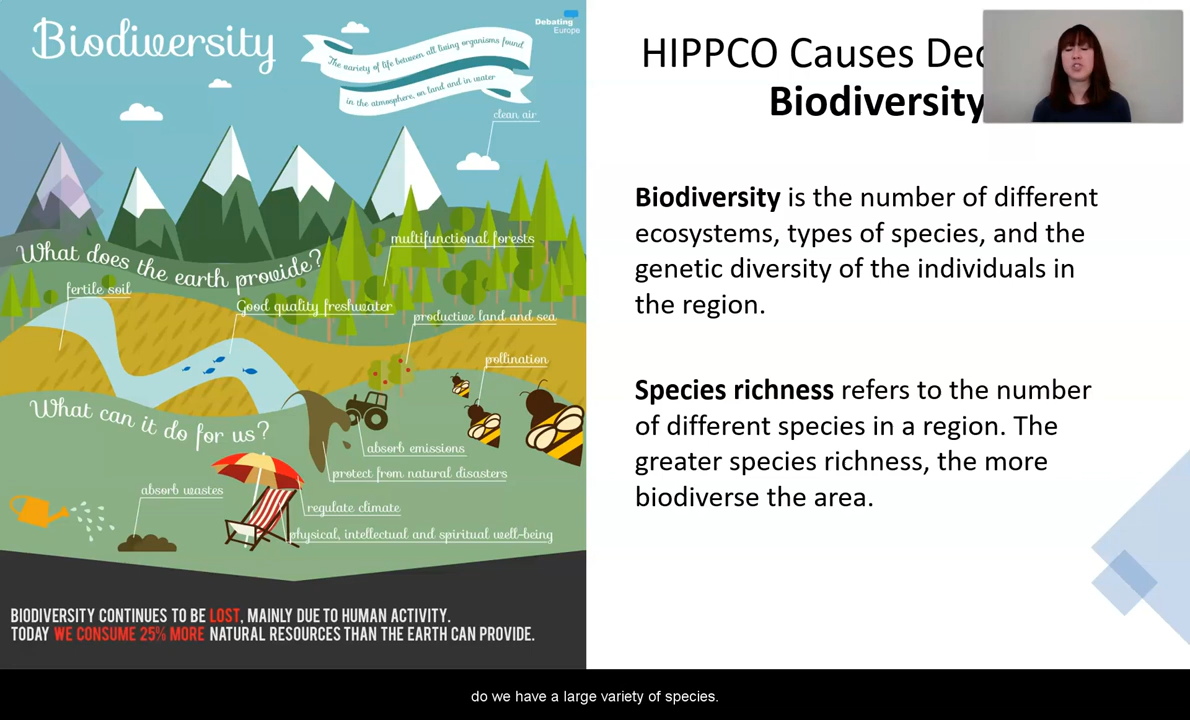 Biodiversity
Debating
Europe
The variety of life between all living organisms found
in the atmosphere, on land and in water
clean air
What does the earth provide?
multifunctional forests
fertile soil
Good quality freshwater
productive land and sea
pollination
What can it do for us?
absorb emissions
protect from natural disasters
absorb wastes
regulate climate
physical, intellectual and spiritual well-being
BIODIVERSITY CONTINUES TO BE LOST, MAINLY DUE TO HUMAN ACTIVITY.
TODAY WE CONSUME 25% MORE NATURAL RESOURCES THAN THE EARTH CAN PROVIDE.
HIPPCO Causes
Biodiversity
Biodiversity is the number of different
ecosystems, types of species, and the
genetic diversity of the individuals in
the region.
Species richness refers to the number
of different species in a region. The
greater species richness, the more
biodiverse the area.
do we have a large variety of species.